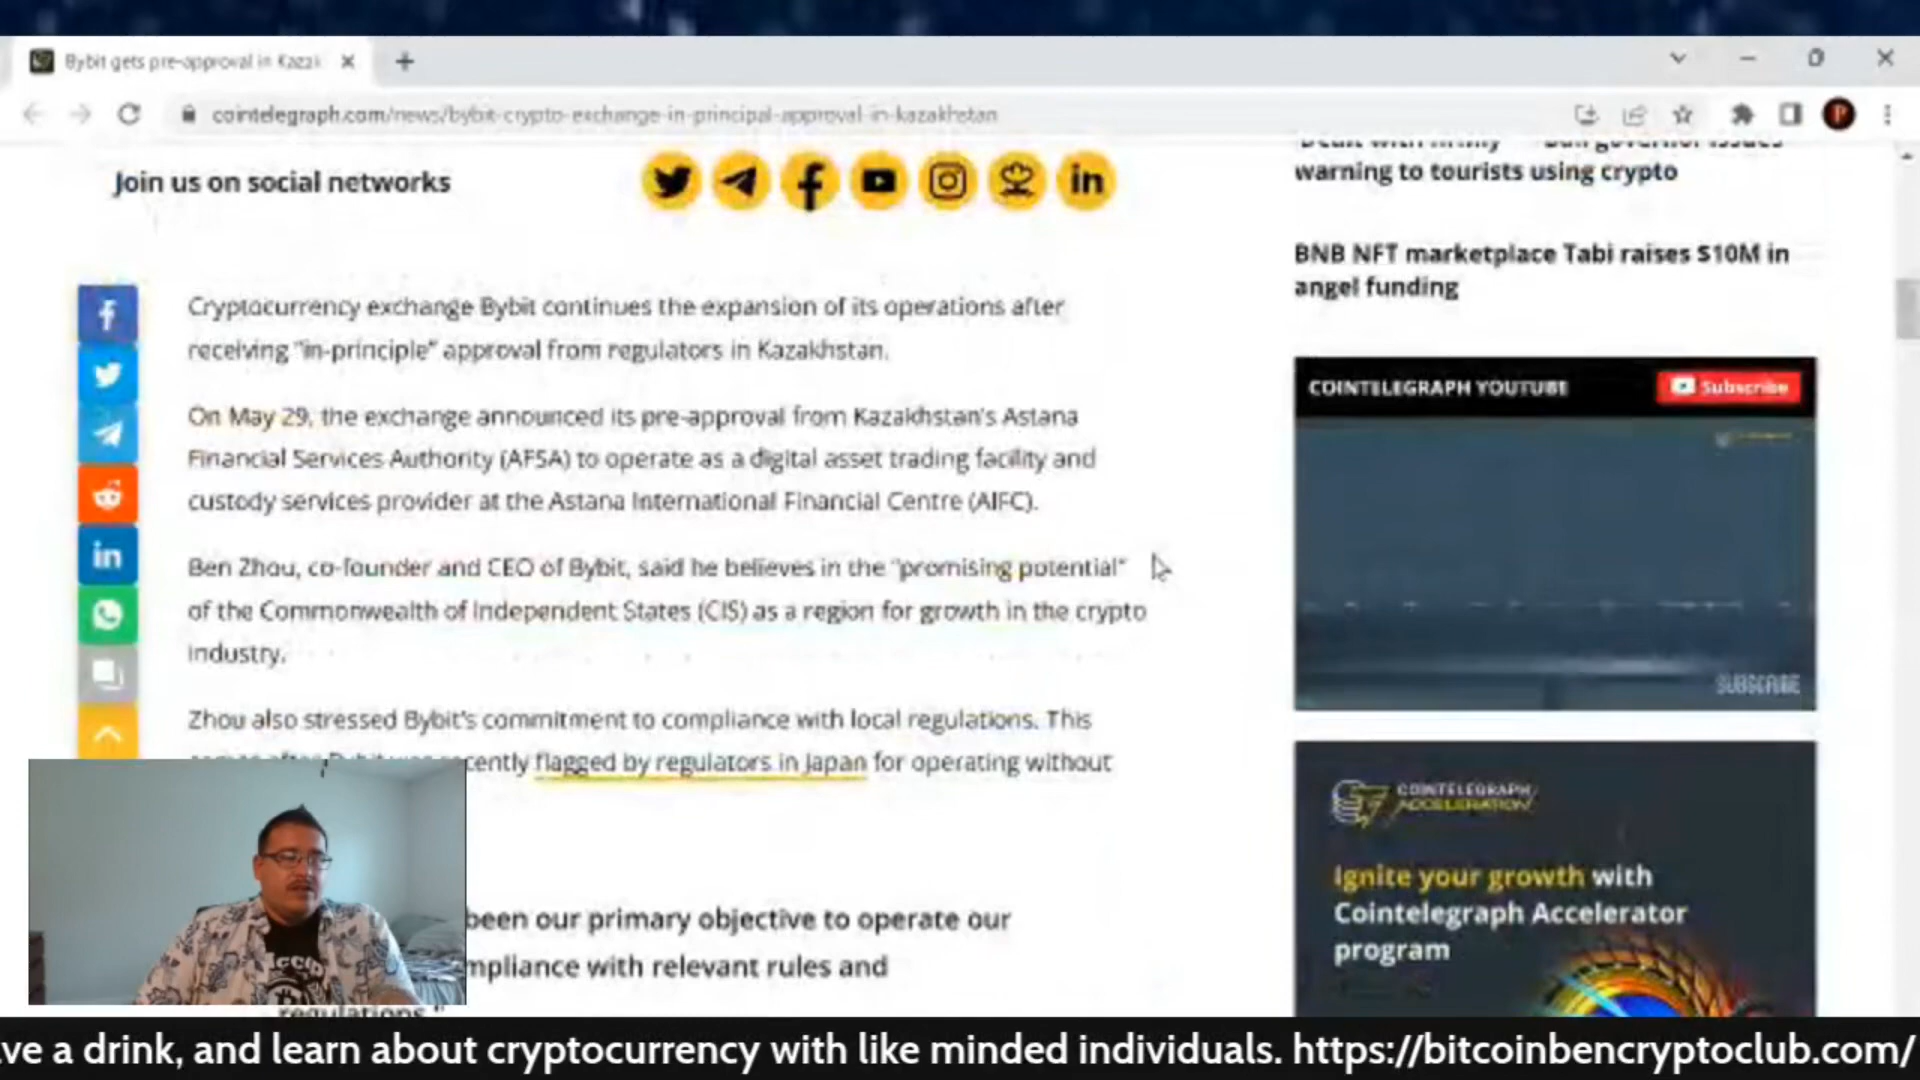 Bybit gets pre-approval in Kazak
cointelegraph.com/news/bybit-crypto-exchange-in-principal-approval-in-kazakhstan
P
Join us on social networks
in
Cryptocurrency exchange Bybit continues the expansion of its operations after
receiving "in-principle" approval from regulators in Kazakhstan.
On May 29, the exchange announced its pre-approval from Kazakhstan's Astana
Financial Services Authority (AFSA) to operate as a digital asset trading facility and
custody services provider at the Astana International Financial Centre (AIFC).
Ben Zhou, co-founder and CEO of Bybit, said he believes in the "promising potential"
of the Commonwealth of Independent States (CIS) as a region for growth in the crypto
industry.
Zhou also stressed Bybit's commitment to compliance with local regulations. This
cently flagged by regulators in Japan for operating without
been our primary objective to operate our
mpliance with relevant rules and
regulations."
in
warning to tourists using crypto
BNB NFT marketplace Tabi raises $10M in
angel funding
COINTELEGRAPH YOUTUBE
Subscribe
SUBSCRIBE
COINTELEGRAPH
ACCELERATION
Ignite your growth with
Cointelegraph Accelerator
program
ve a drink, and learn about cryptocurrency with like minded individuals. https://bitcoinbencryptoclub.com/